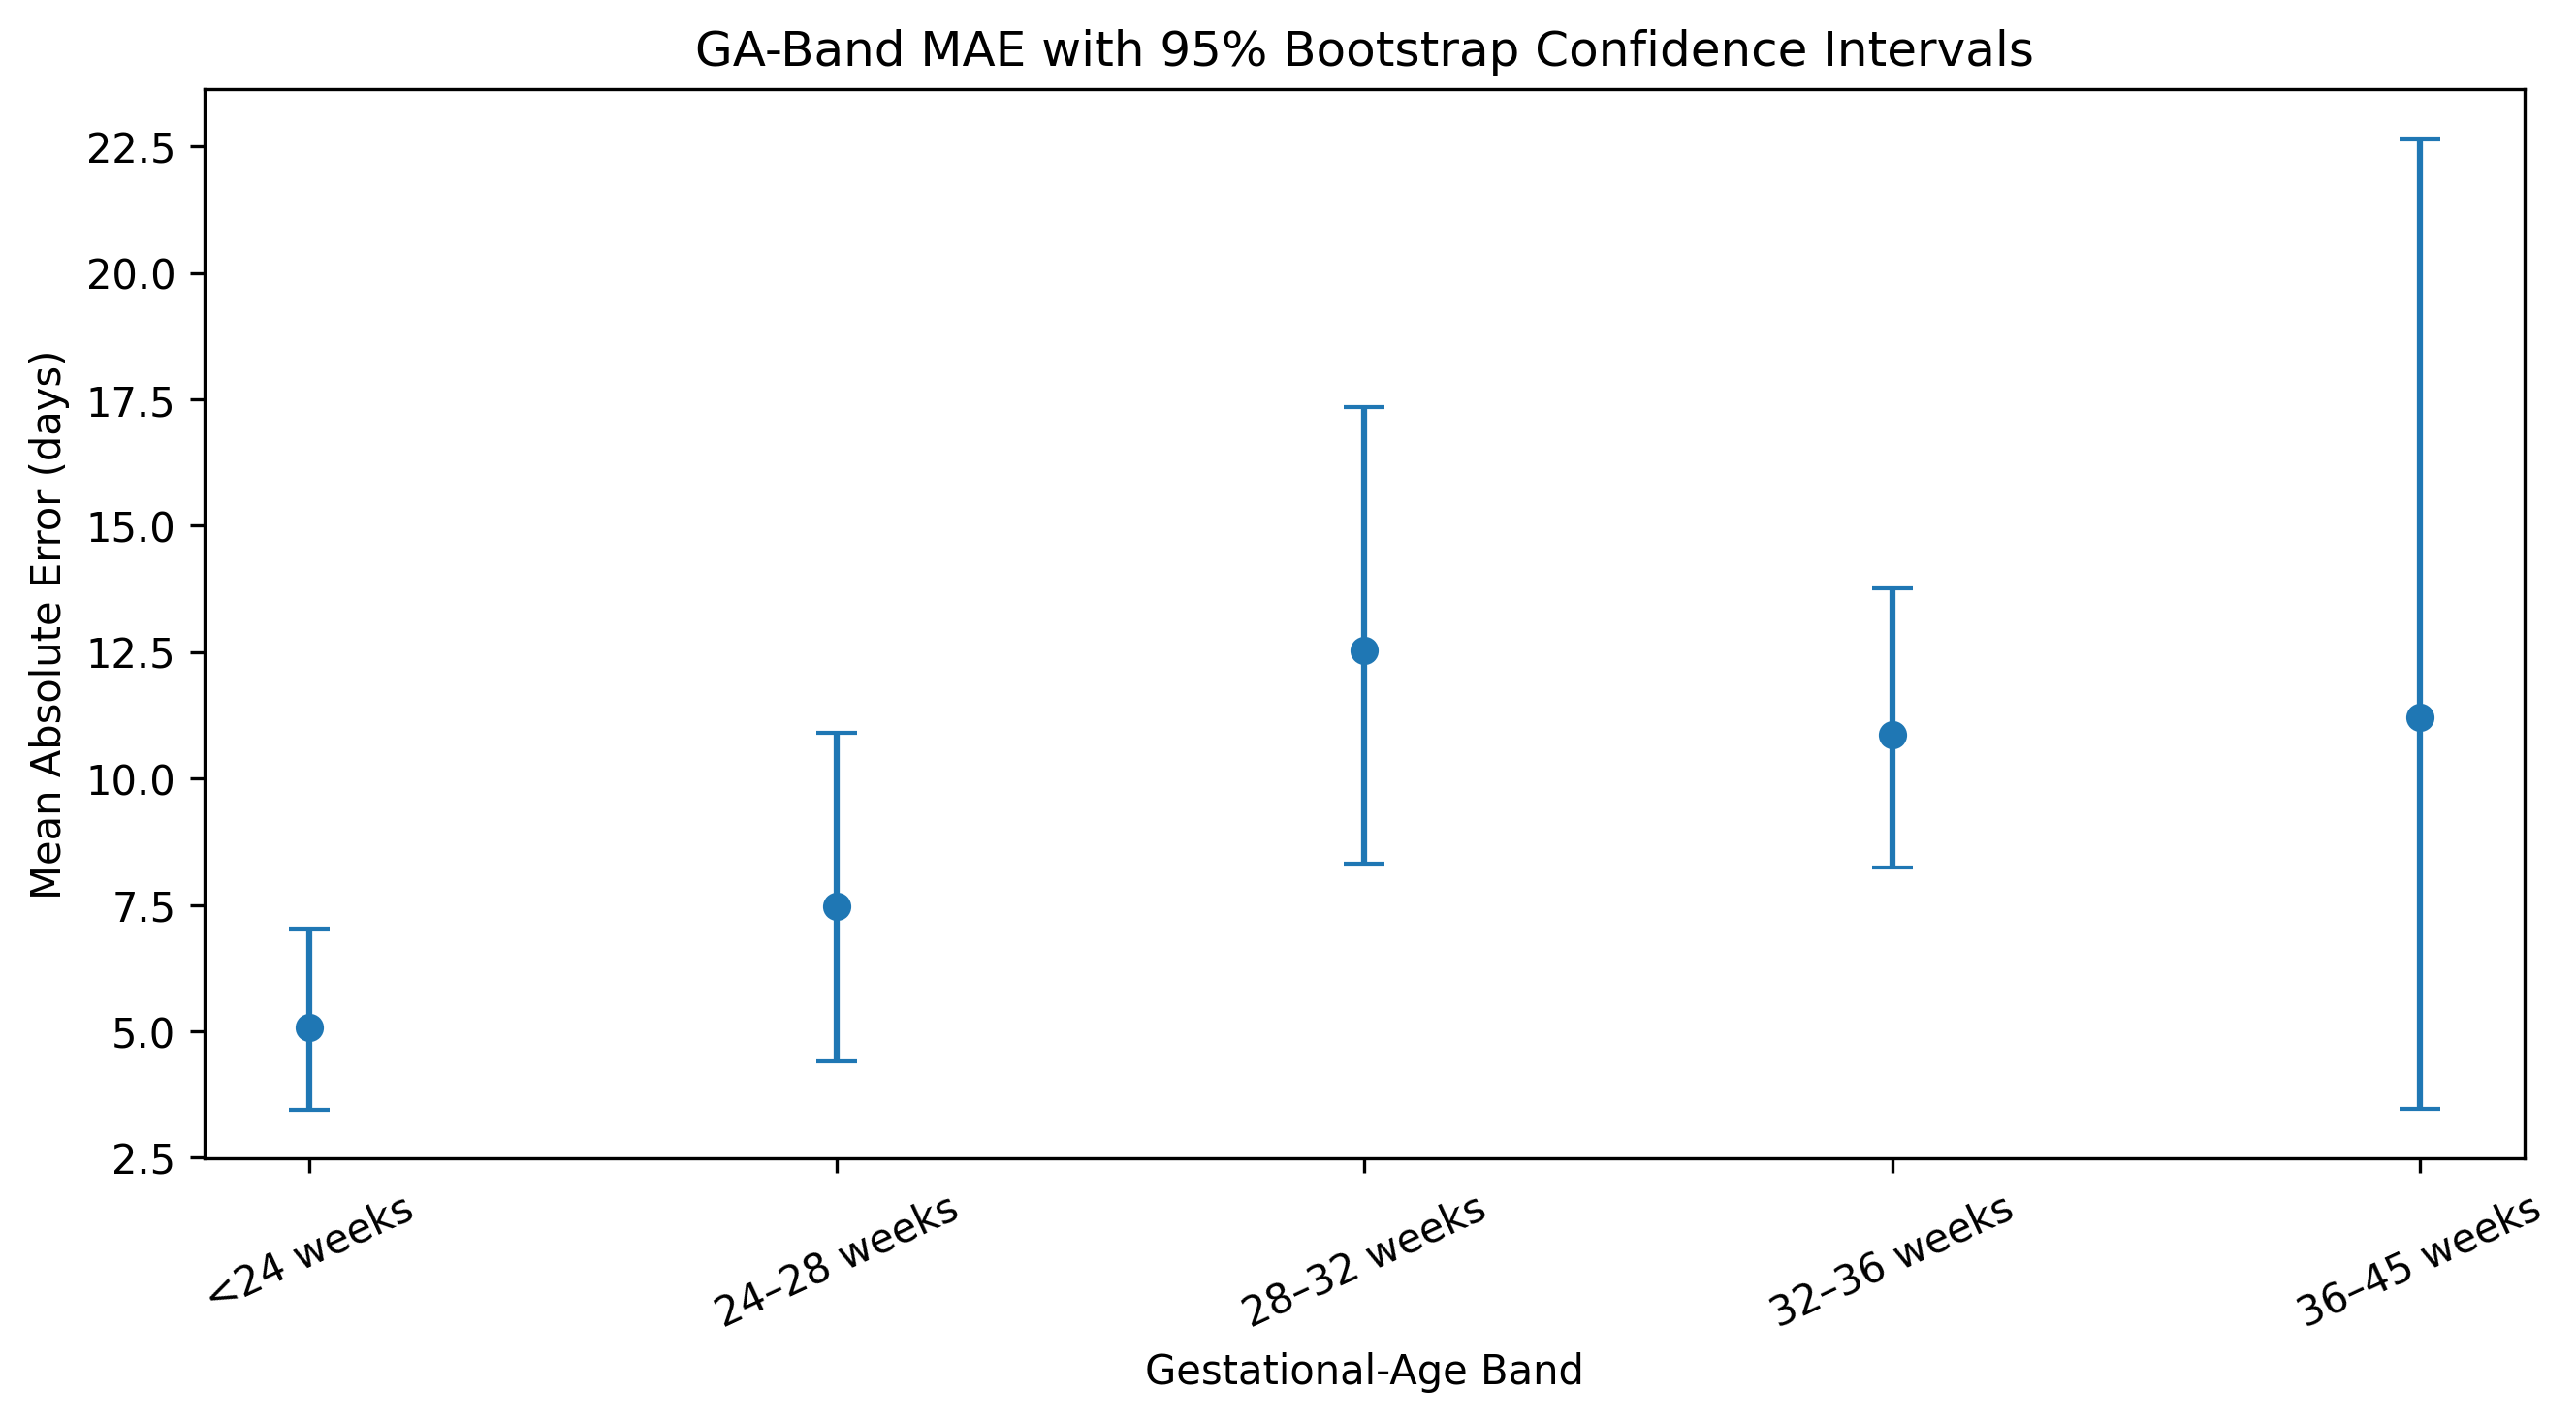 GA-Band MAE with 95% Bootstrap Confidence Intervals
Mean Absolute Error (days)
22.5
20.0
17.5
15.0
12.5
10.0
7.5
5.0
2.5
<24 weeks
24–28 weeks
28–32 weeks
32–36 weeks
36–45 weeks
Gestational-Age Band